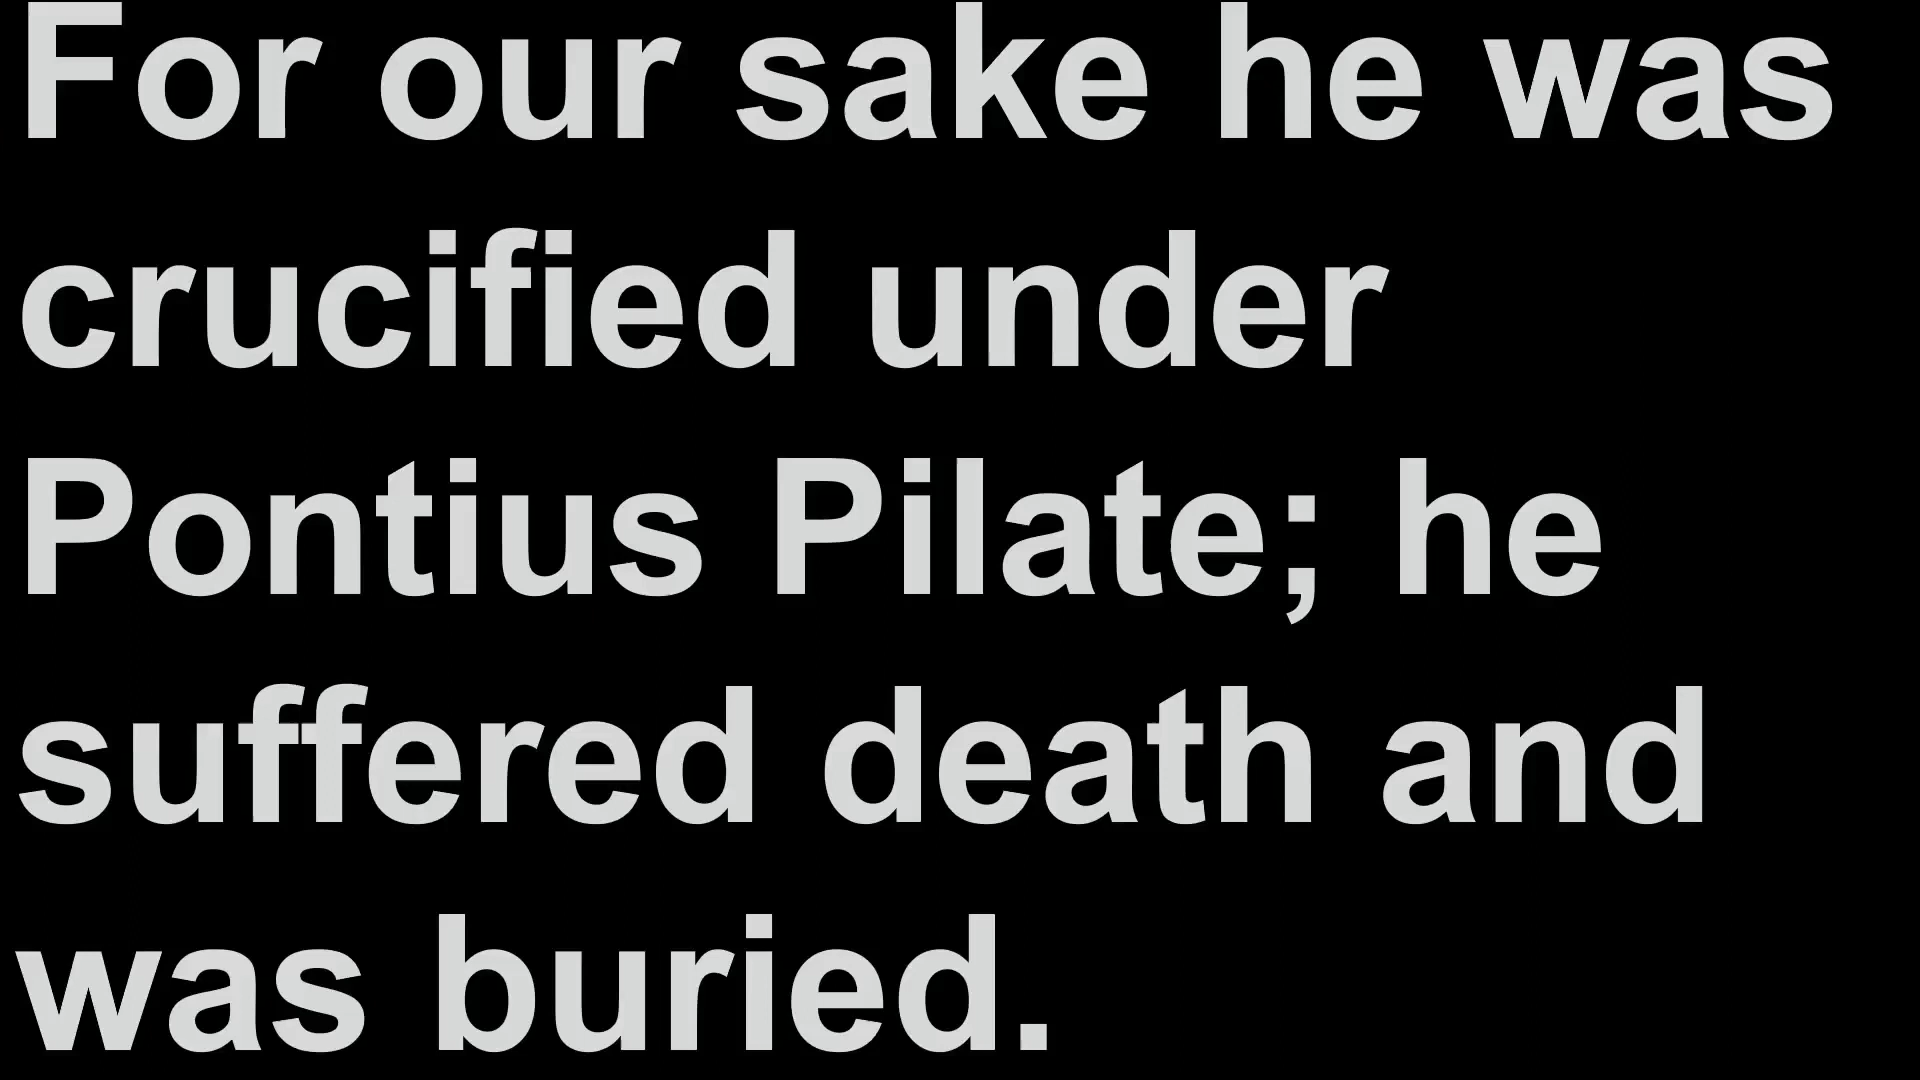 For our sake he was
crucified under
Pontius Pilate; he
suffered death and
was buried.